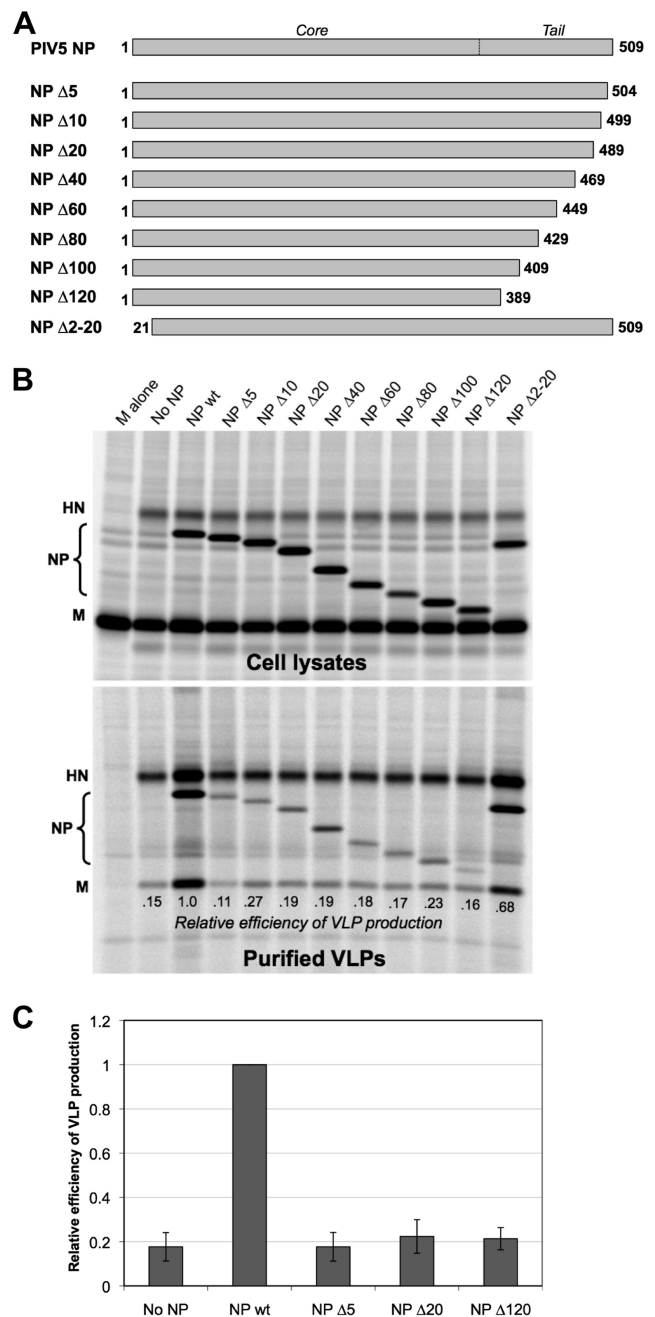 A
Core Tail
PIV5 NP 1 509
NP Δ5 1 504
NP Δ10 1 499
NP Δ20 1 489
NP Δ40 1 469
NP Δ60 1 449
NP Δ80 1 429
NP Δ100 1 409
NP Δ120 1 389
NP Δ2-20 21 509
B
M alone No NP NP wt NP Δ5 NP Δ10 NP Δ20 NP Δ40 NP Δ60 NP Δ80 NP Δ100 NP Δ120 NP Δ2-20
HN
NP
M
Cell lysates
HN
NP
M
.15 1.0 .11 .27 .19 .19 .18 .17 .23 .16 .68
Relative efficiency of VLP production
Purified VLPs
C
Relative efficiency of VLP production
1.2
1
0.8
0.6
0.4
0.2
0
No NP NP wt NP Δ5 NP Δ20 NP Δ120